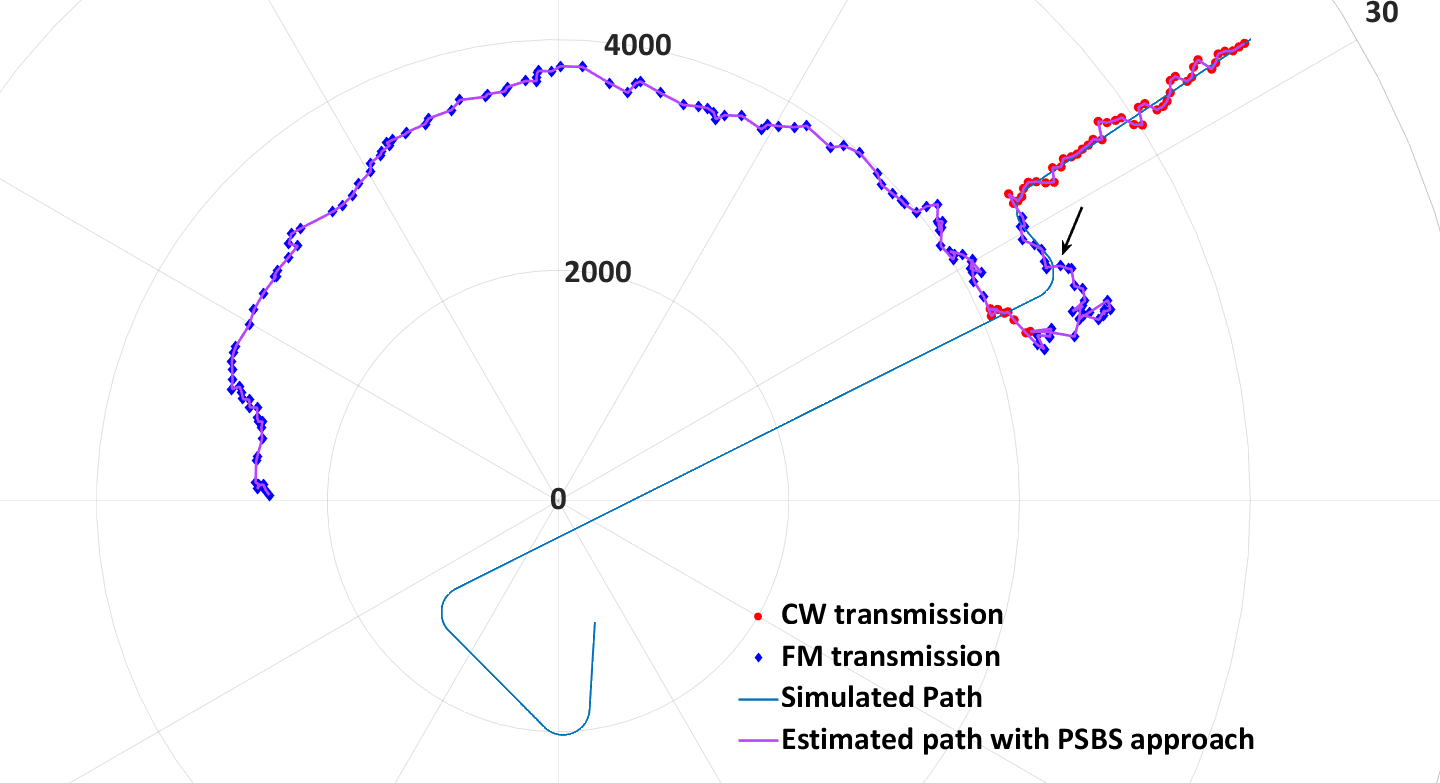 30
4000
2000
0
CW transmission
FM transmission
Simulated Path
Estimated path with PSBS approach